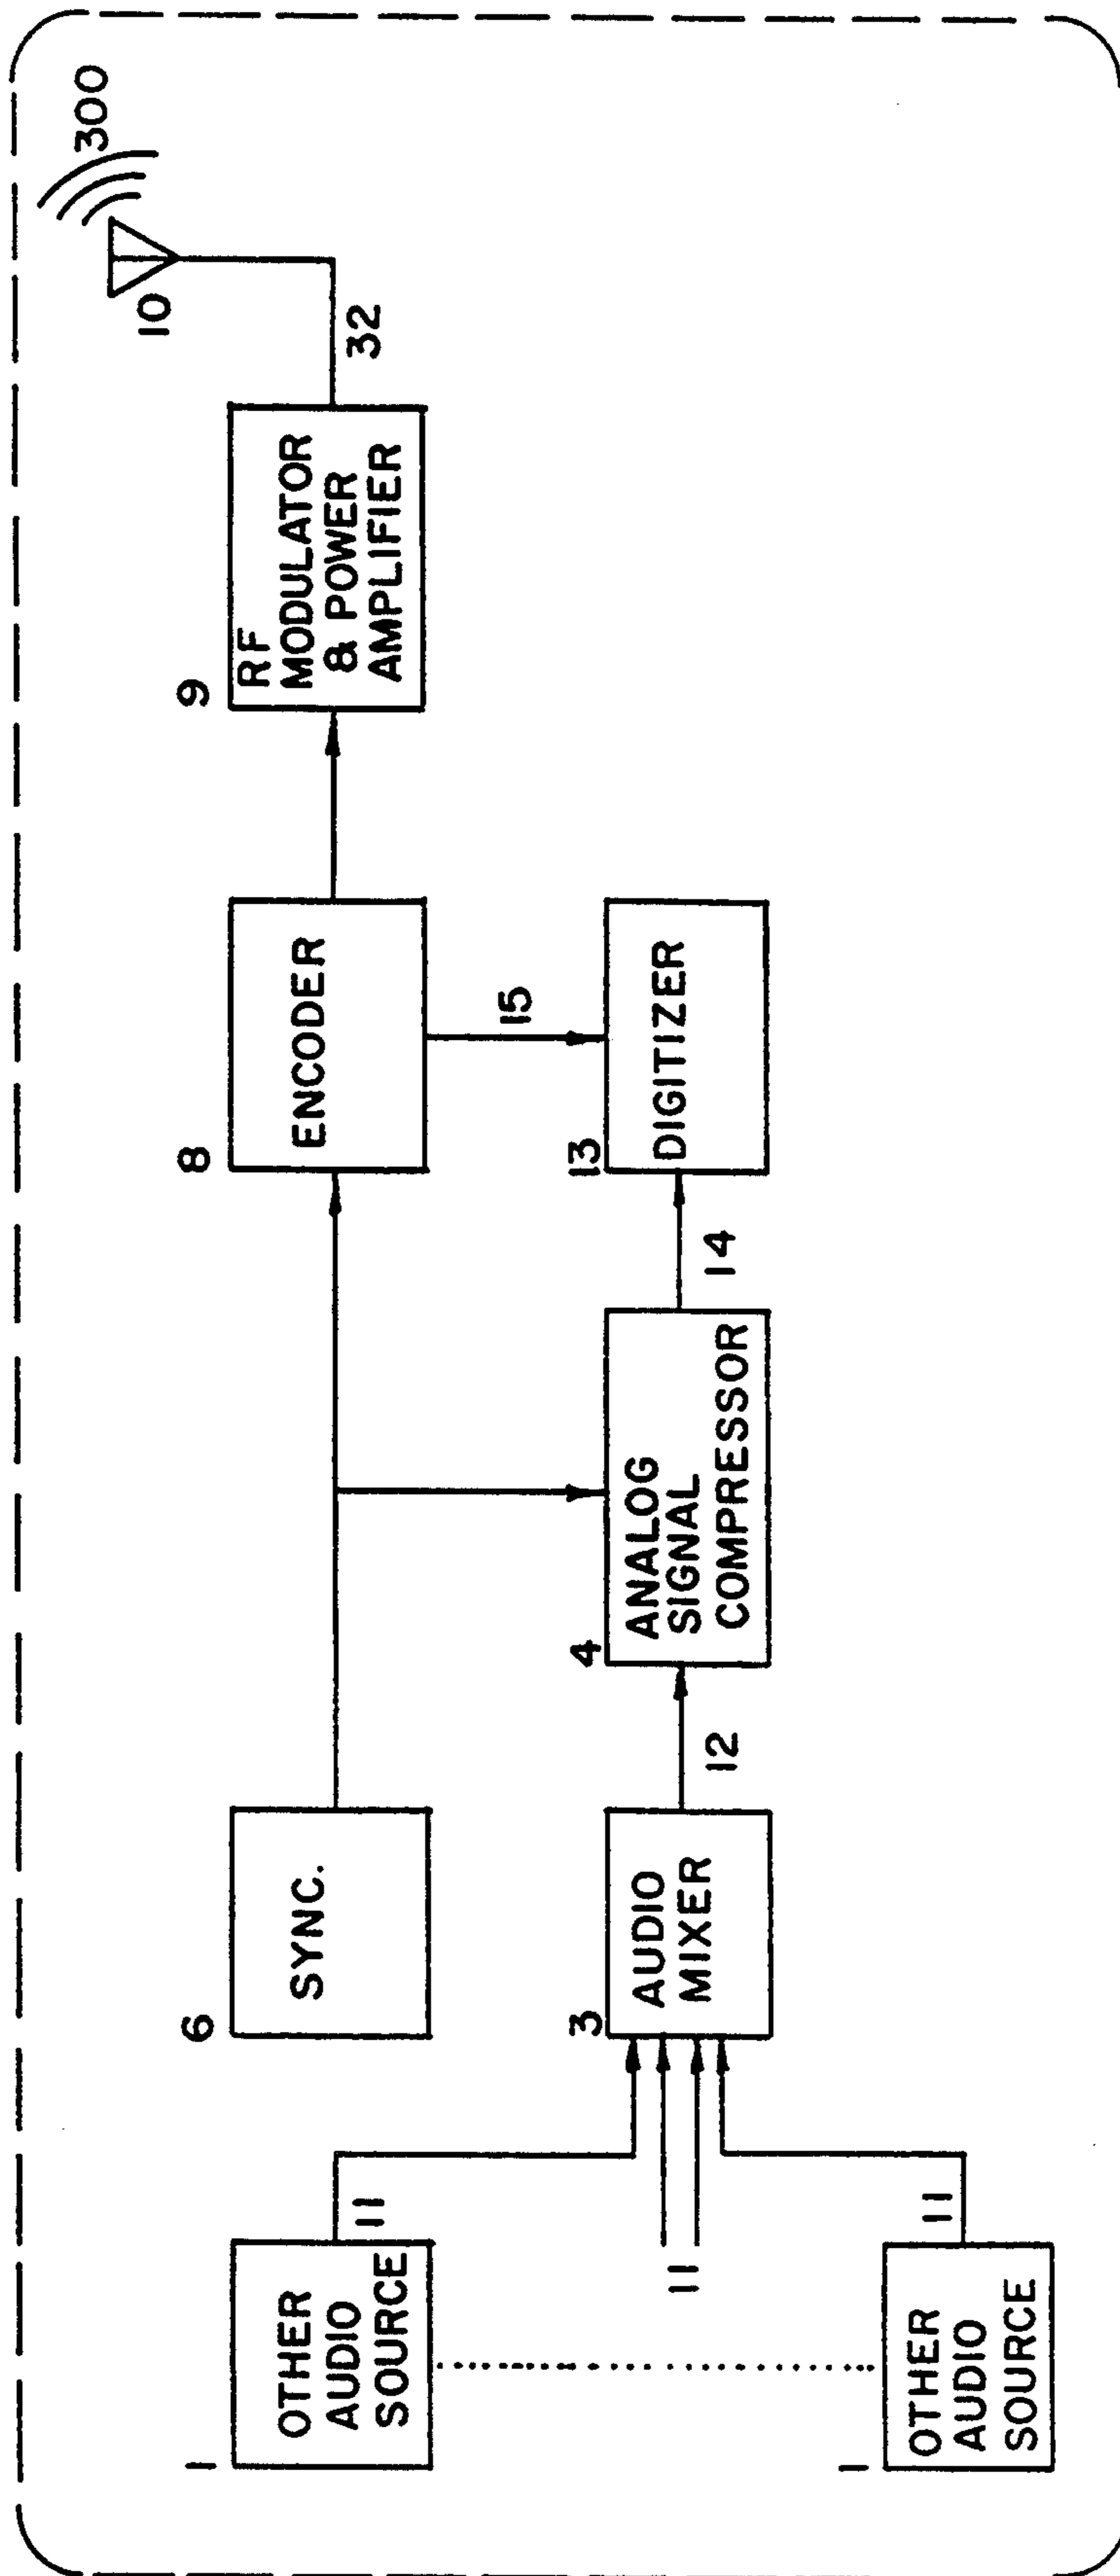 300
10
32
9
RF
MODULATOR
& POWER
AMPLIFIER
8
ENCODER
15
6
SYNC.
13
DIGITIZER
14
4
ANALOG
SIGNAL
COMPRESSOR
12
3
AUDIO
MIXER
11
1
OTHER
AUDIO
SOURCE
11
11
1
OTHER
AUDIO
SOURCE